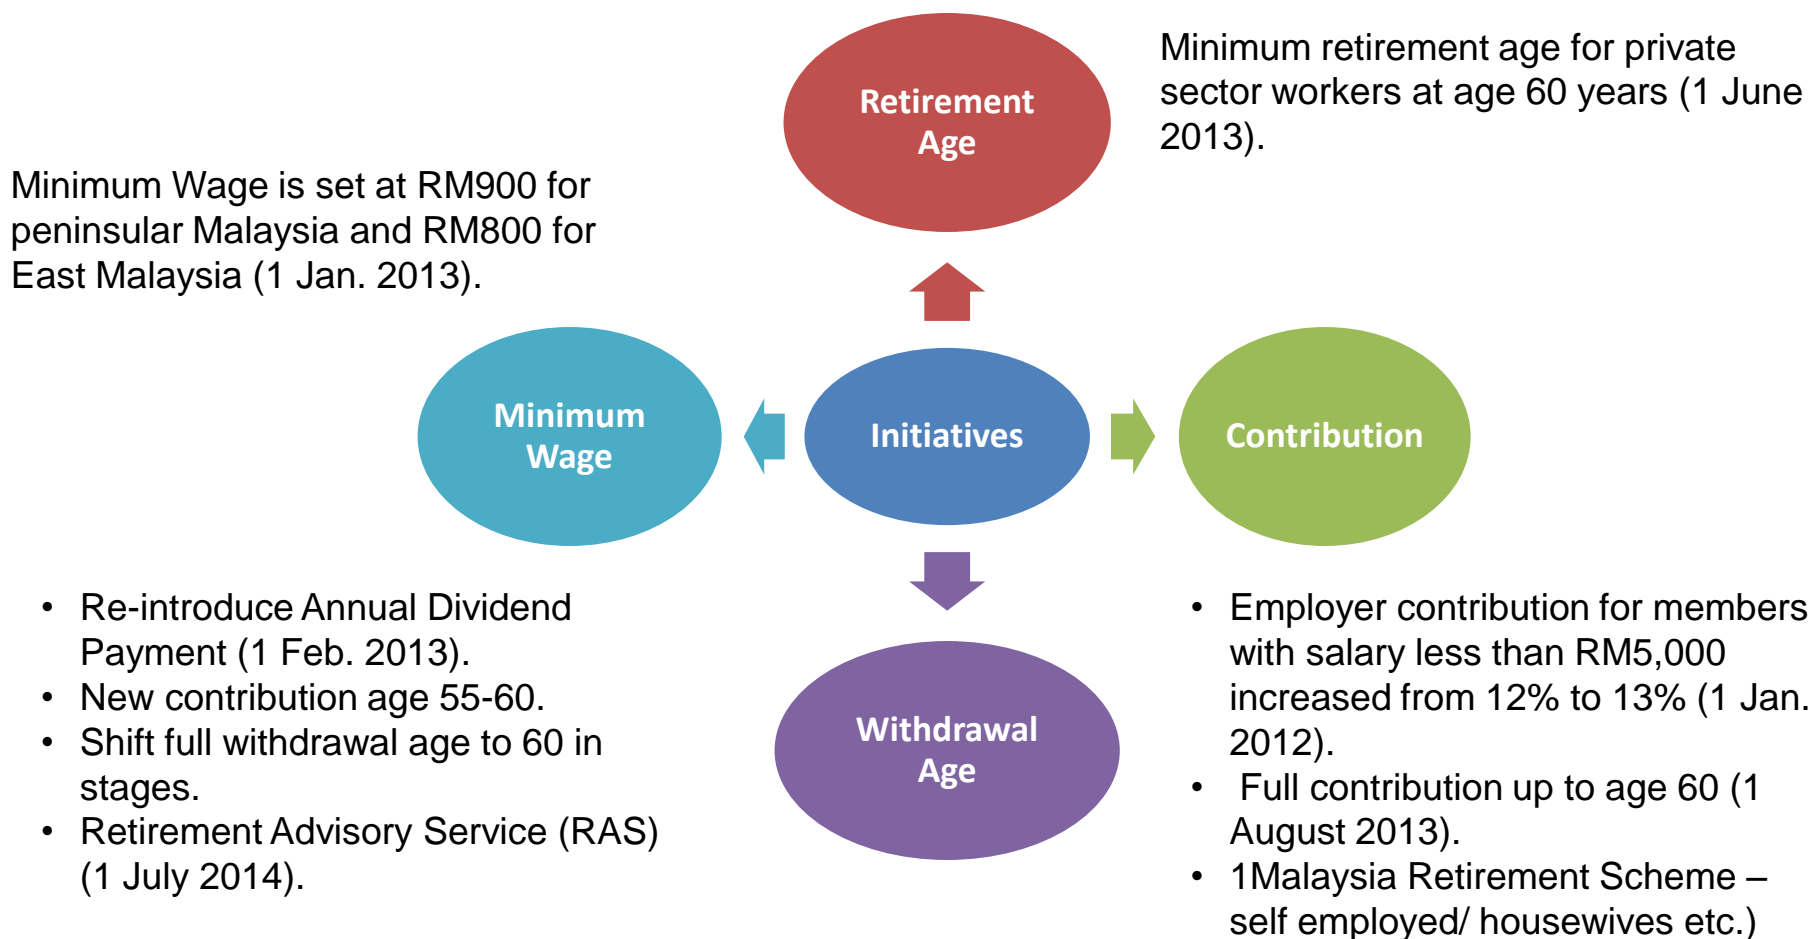 Retirement
Age
Minimum retirement age for private
sector workers at age 60 years (1 June
2013).
Minimum Wage is set at RM900 for
peninsular Malaysia and RM800 for
East Malaysia (1 Jan. 2013).
Minimum
Wage
Initiatives
Contribution
• Re-introduce Annual Dividend
Payment (1 Feb. 2013).
• New contribution age 55-60.
• Shift full withdrawal age to 60 in
stages.
• Retirement Advisory Service (RAS)
(1 July 2014).
Withdrawal
Age
• Employer contribution for members
with salary less than RM5,000
increased from 12% to 13% (1 Jan.
2012).
• Full contribution up to age 60 (1
August 2013).
• 1Malaysia Retirement Scheme –
self employed/ housewives etc.)